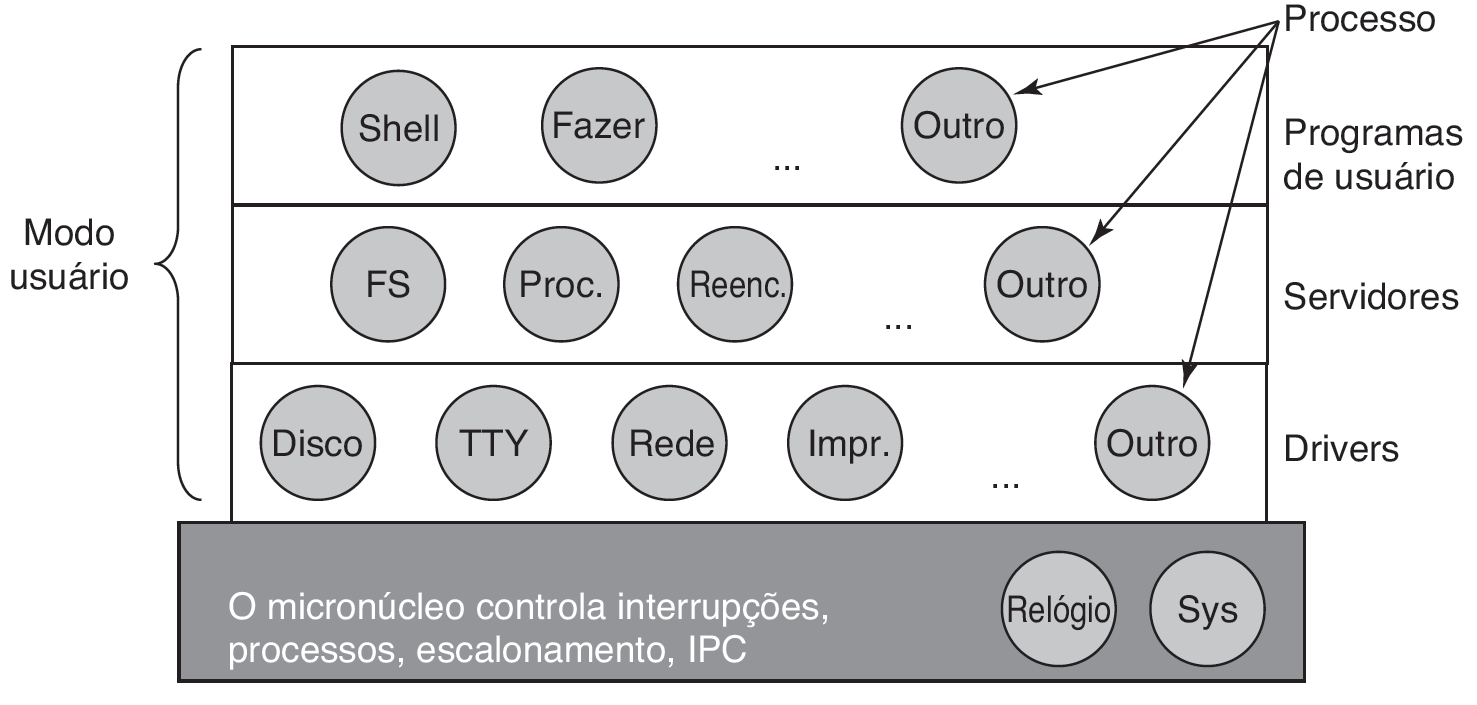 Processo
Shell
Fazer
...
Outro
Programas
de usuário
Modo
usuário
FS
Proc.
Reenc.
...
Outro
Servidores
Disco
TTY
Rede
Impr.
...
Outro
Drivers
O micronúcleo controla interrupções,
processos, escalonamento, IPC
Relógio
Sys